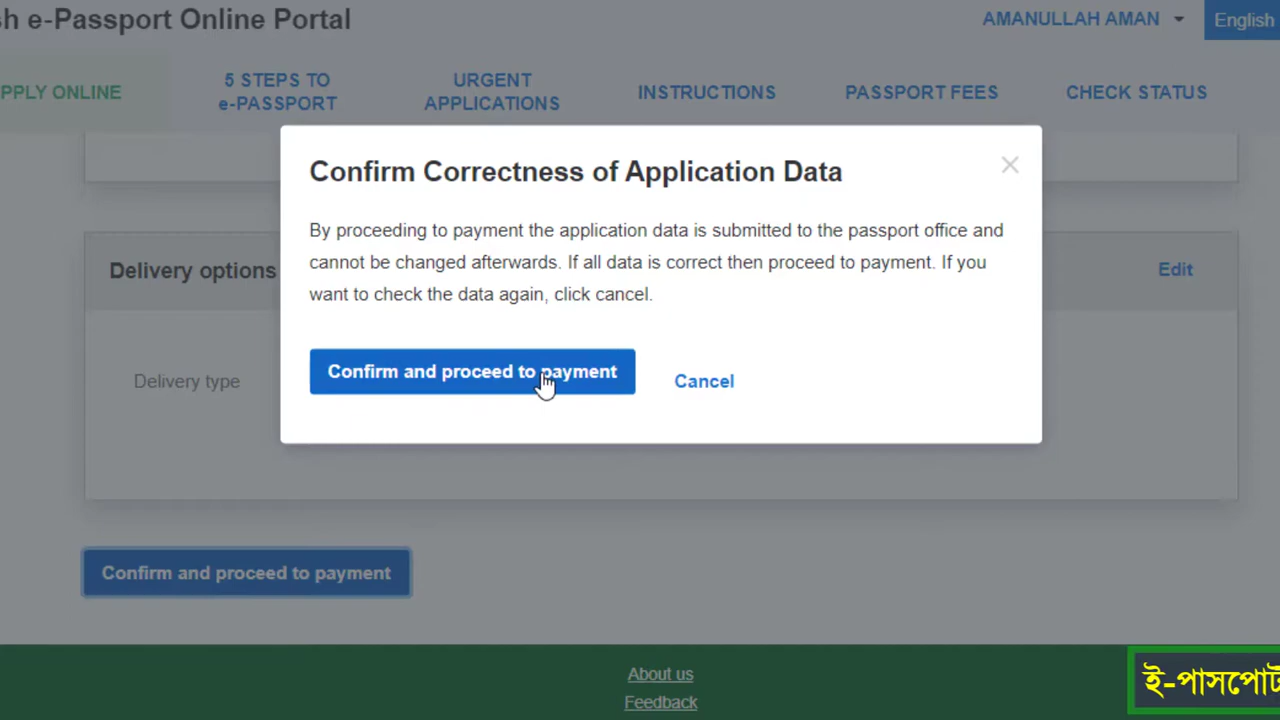 sh e-Passport Online Portal
AMANULLAH AMAN
English
PPLY ONLINE
5 STEPS TO
e-PASSPORT
URGENT
APPLICATIONS
INSTRUCTIONS
PASSPORT FEES
CHECK STATUS
Confirm Correctness of Application Data
By proceeding to payment the application data is submitted to the passport office and
cannot be changed afterwards. If all data is correct then proceed to payment. If you
want to check the data again, click cancel.
Confirm and proceed to payment
Cancel
Delivery options
Edit
Delivery type
Confirm and proceed to payment
About us
Feedback
ই-পাসপোর্ট